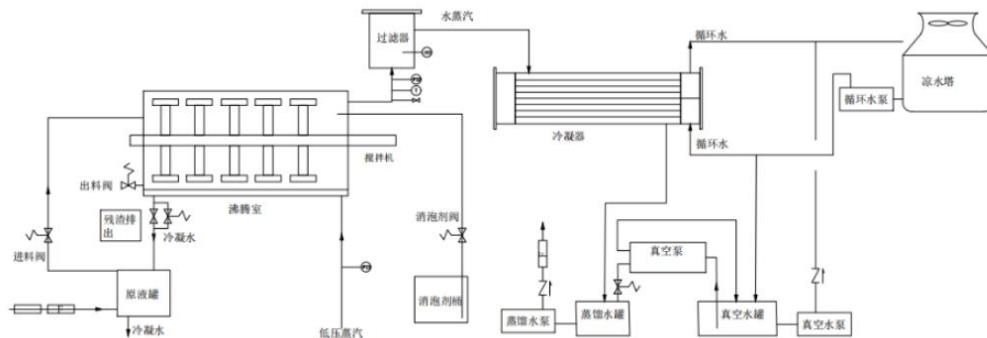 水蒸汽
过滤器
循环水
凉水塔
循环水泵
冷凝器
循环水
搅拌机
出料阀
沸腾室
残渣排
出
冷凝水
消泡剂阀
进料阀
原液罐
消泡剂桶
冷凝水
低压蒸汽
真空泵
蒸馏水泵
蒸馏水罐
真空水罐
真空水泵